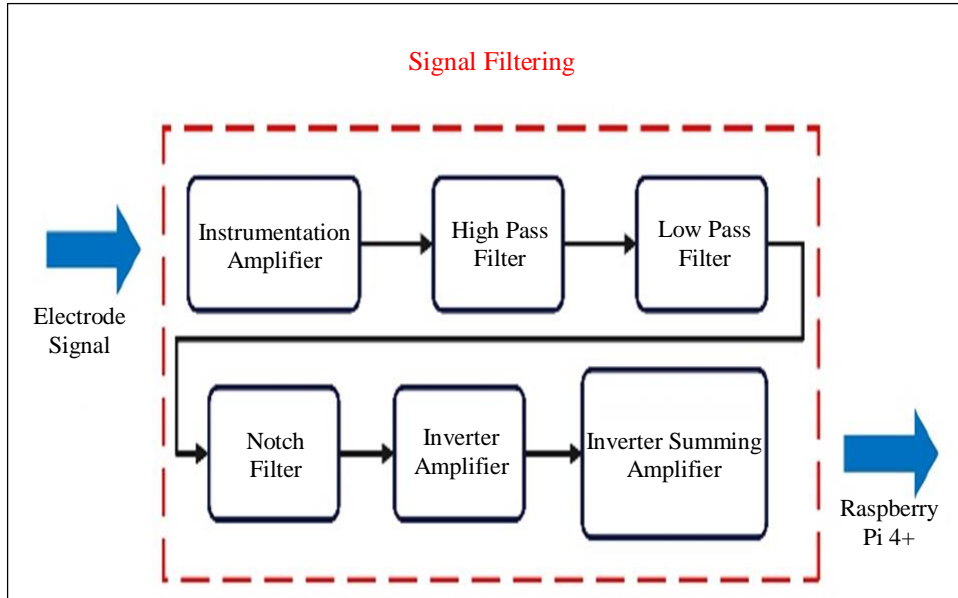 Signal Filtering
Electrode
Signal
Instrumentation
Amplifier
High Pass
Filter
Low Pass
Filter
Notch
Filter
Inverter
Amplifier
Inverter Summing
Amplifier
Raspberry
Pi 4+